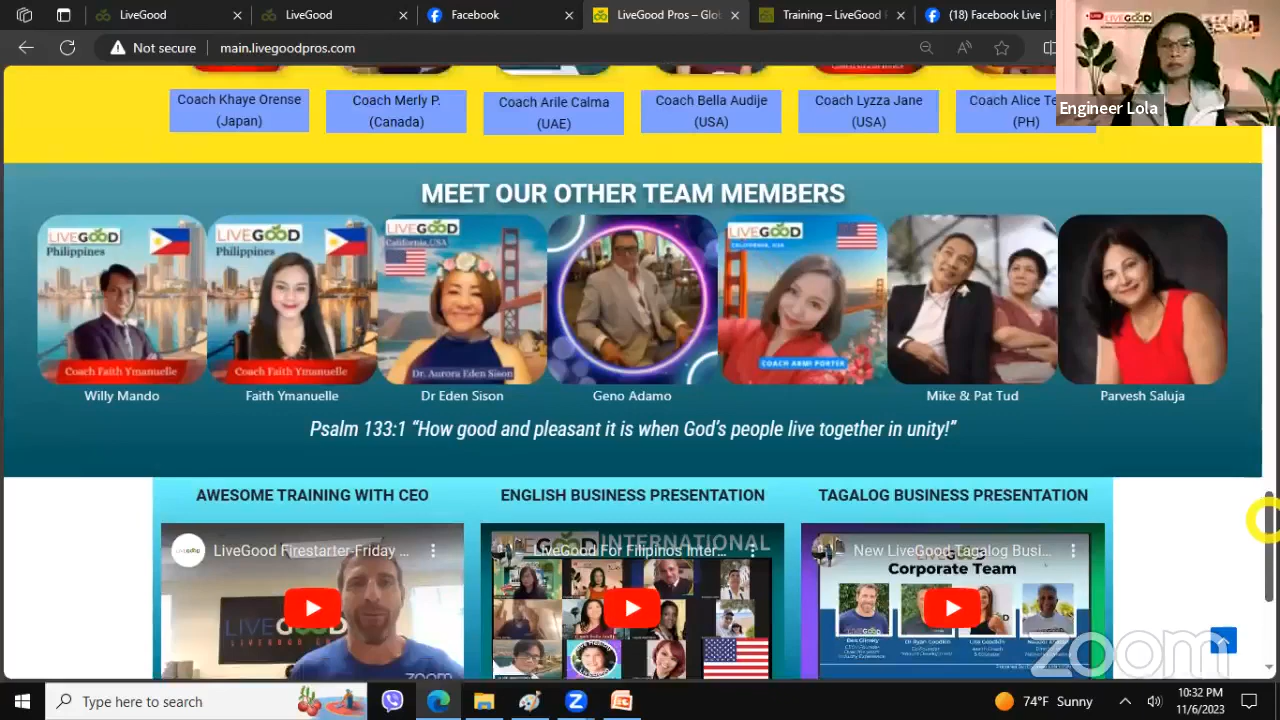 LiveGood
LiveGood
Facebook
LiveGood Pros – Glo
Training – LiveGood
(18) Facebook Live |
Not secure
main.livegoodpros.com
LIVEGOOD
Engineer Lola
Coach Khaye Orense
(Japan)
Coach Merly P.
(Canada)
Coach Arile Calma
(UAE)
Coach Bella Audije
(USA)
Coach Lyzza Jane
(USA)
Coach Alice Te
(PH)
MEET OUR OTHER TEAM MEMBERS
LIVEGOOD
Philippines
Coach Faith Ymanuelle
LIVEGOOD
Philippines
Coach Faith Ymanuelle
LIVEGOOD
California, USA
Dr. Aurora Eden Sison
LIVEGOOD
CALIFORNIA, USA
COACH ARMI PORTER
Willy Mando
Faith Ymanuelle
Dr Eden Sison
Geno Adamo
Mike & Pat Tud
Parvesh Saluja
Psalm 133:1 “How good and pleasant it is when God’s people live together in unity!”
AWESOME TRAINING WITH CEO
ENGLISH BUSINESS PRESENTATION
TAGALOG BUSINESS PRESENTATION
LiveGood Firestarter-Friday ...
INTERNATIONAL
LiveGood For Filipinos Inter...
New LiveGood Tagalog Busi...
Corporate Team
zoom
zoom
Type here to search
74°F Sunny
10:32 PM
11/6/2023